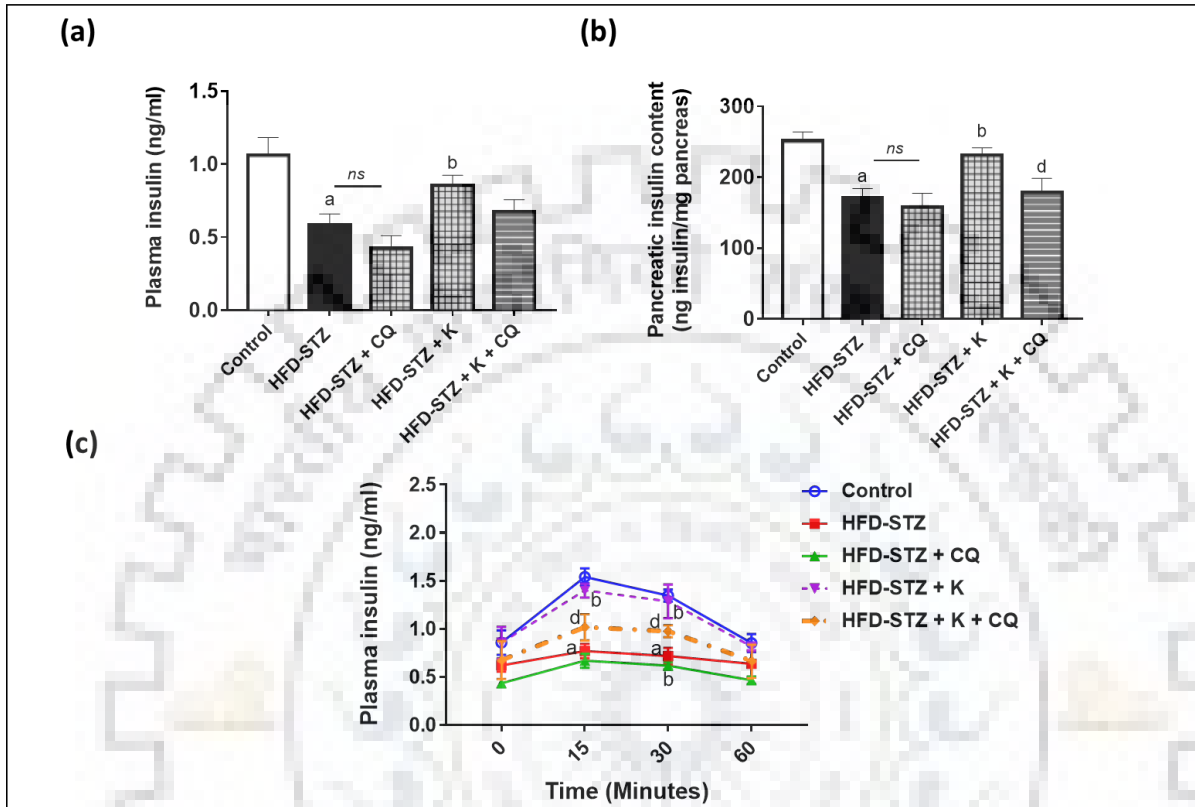 (a)
Plasma insulin (ng/ml)
1.5
1.0
0.5
0.0
a
ns
b
Control
HFD-STZ
HFD-STZ + CQ
HFD-STZ + K
HFD-STZ + K + CQ
(b)
Pancreatic insulin content
(ng insulin/mg pancreas)
300
200
100
0
a
ns
b
d
Control
HFD-STZ
HFD-STZ + CQ
HFD-STZ + K
HFD-STZ + K + CQ
(c)
Plasma insulin (ng/ml)
2.5
2.0
1.5
1.0
0.5
0.0
b
b
d
d
a
a
b
0
15
30
60
Time (Minutes)
Control
HFD-STZ
HFD-STZ + CQ
HFD-STZ + K
HFD-STZ + K + CQ